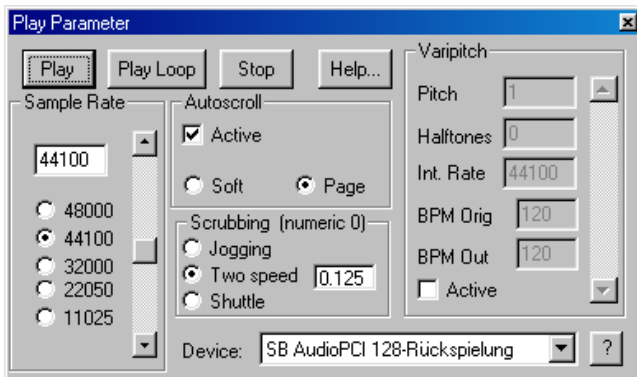 Play Parameter
Play Play Loop Stop Help...
Sample Rate
44100
48000
44100
32000
22050
11025
Autoscroll
Active
Soft Page
Scrubbing (numeric 0)
Jogging
Two speed 0.125
Shuttle
Varipitch
Pitch 1
Halftones 0
Int. Rate 44100
BPM Orig 120
BPM Out 120
Active
Device: SB AudioPCI 128-Rückspielung ?